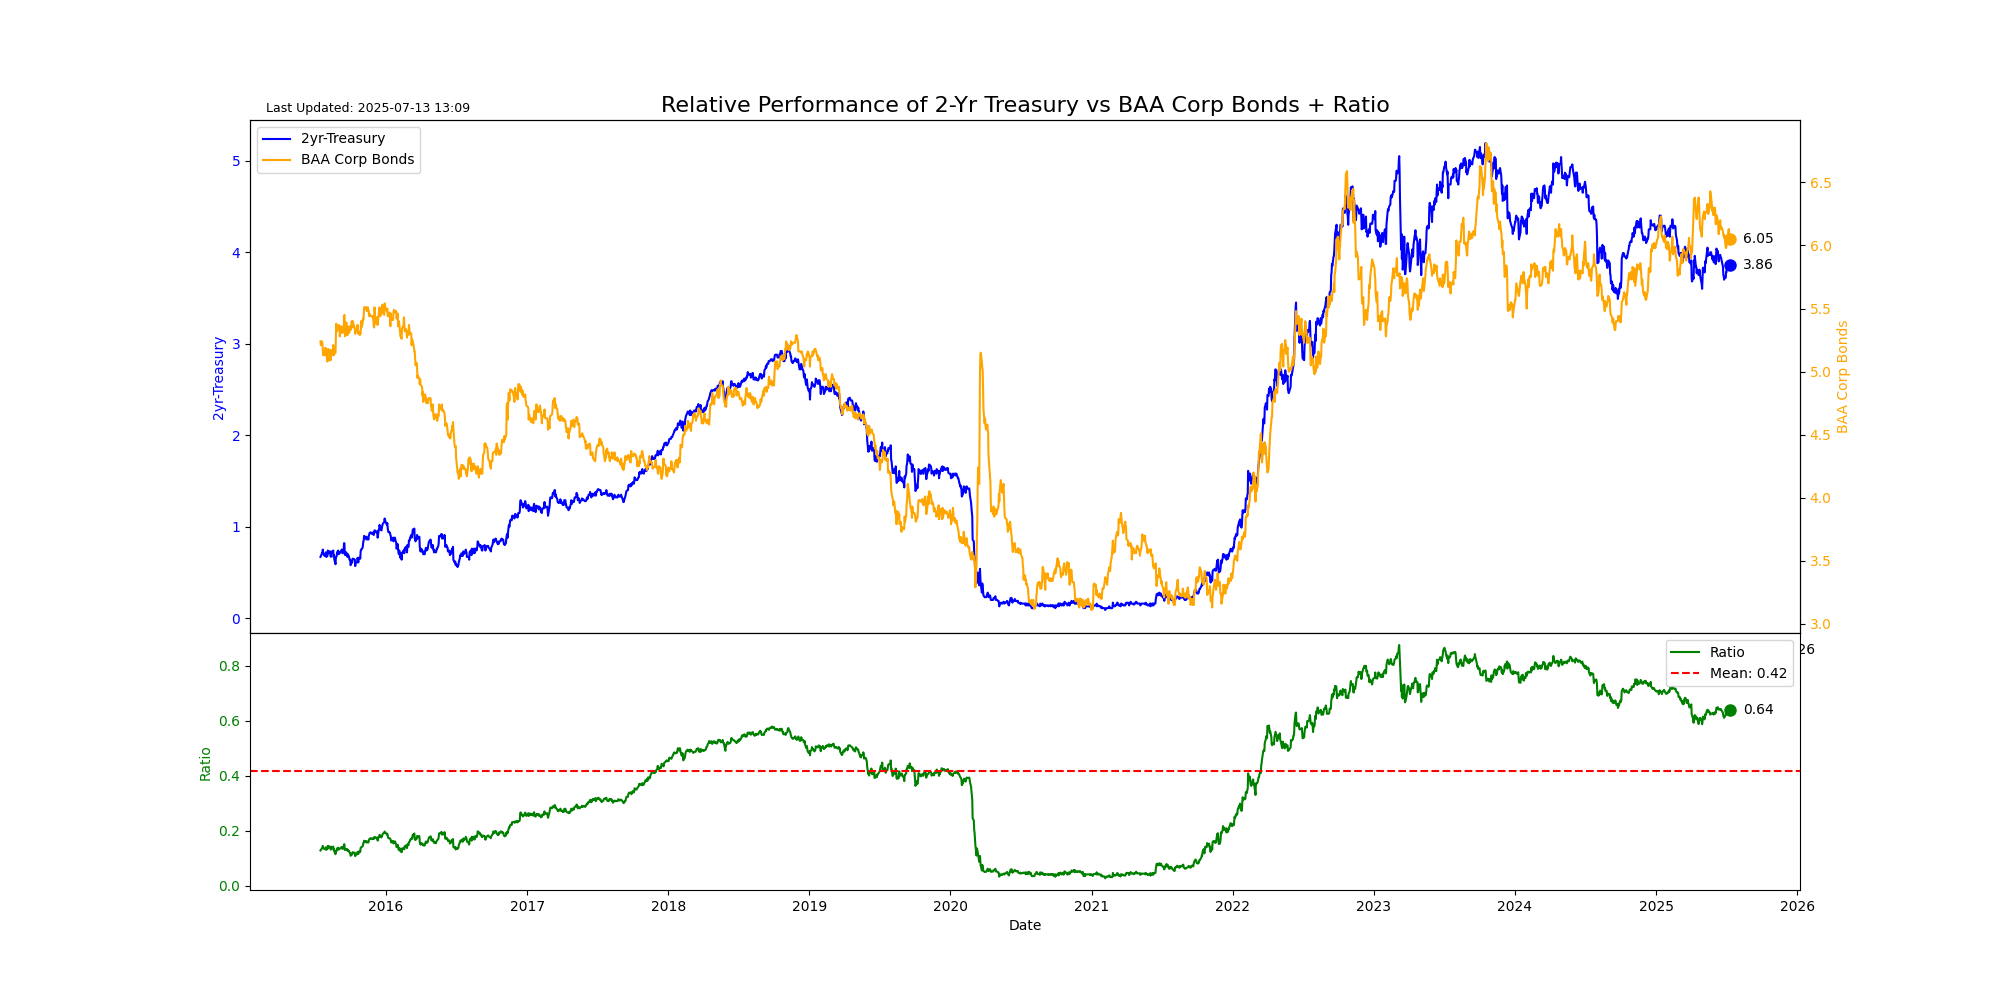 Last Updated: 2025-07-13 13:09
Relative Performance of 2-Yr Treasury vs BAA Corp Bonds + Ratio
2yr-Treasury
BAA Corp Bonds
5
4
3
2
1
0
2yr-Treasury
6.5
6.0
5.5
5.0
4.5
4.0
3.5
3.0
BAA Corp Bonds
6.05
3.86
26
Ratio
Mean: 0.42
0.64
0.8
0.6
0.4
0.2
0.0
Ratio
2016 2017 2018 2019 2020 2021 2022 2023 2024 2025 2026
Date